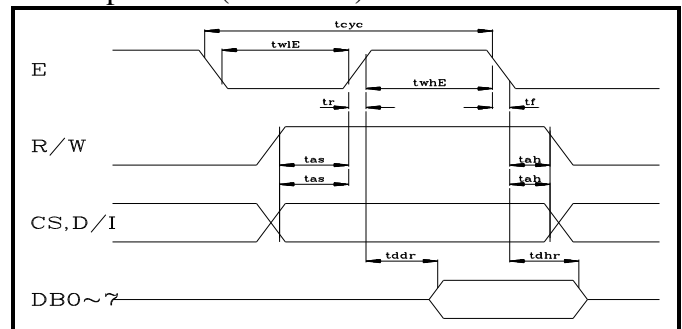 tcyc
twlE
E
twhE
tr
tf
R/W
tas
tah
tas
tah
CS,D/I
tddr
tdhr
DB0~7